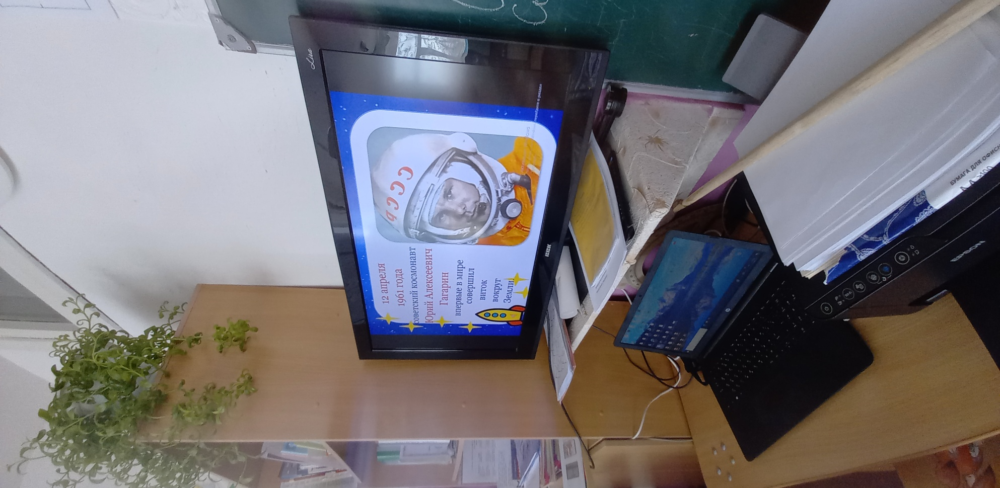 Lira
12 апреля
1961 года
советский космонавт
Юрий Алексеевич
Гагарин
впервые в мире
совершил
виток
вокруг
Земли
СССР
BBK
EPSON
БУМАГА ДЛЯ ОФИСН